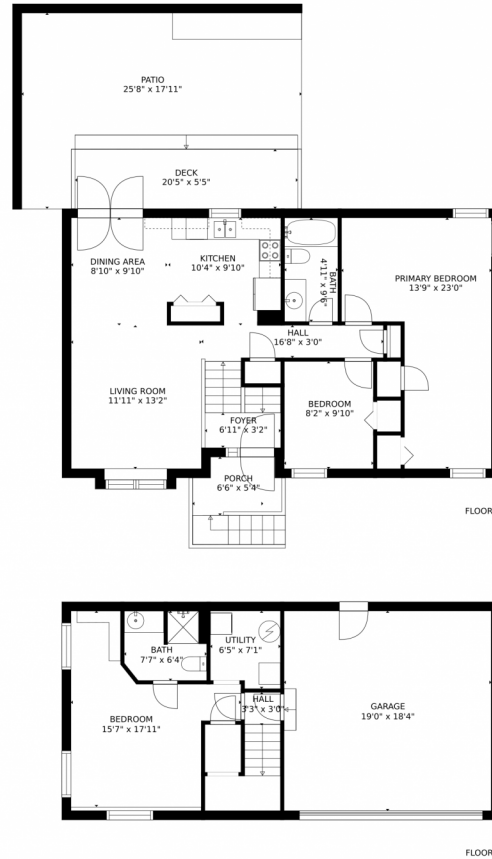 PATIO
25'8" x 17'11"
DECK
20'5" x 5'5"
DINING AREA
8'10" x 9'10"
KITCHEN
10'4" x 9'10"
BATH
4'11" x 9'6"
PRIMARY BEDROOM
13'9" x 23'0"
HALL
16'8" x 3'0"
LIVING ROOM
11'11" x 13'2"
BEDROOM
8'2" x 9'10"
FOYER
6'11" x 3'2"
PORCH
6'6" x 5'4"
FLOOR
BATH
7'7" x 6'4"
UTILITY
6'5" x 7'1"
HALL
3'3" x 3'0"
BEDROOM
15'7" x 17'11"
GARAGE
19'0" x 18'4"
FLOOR